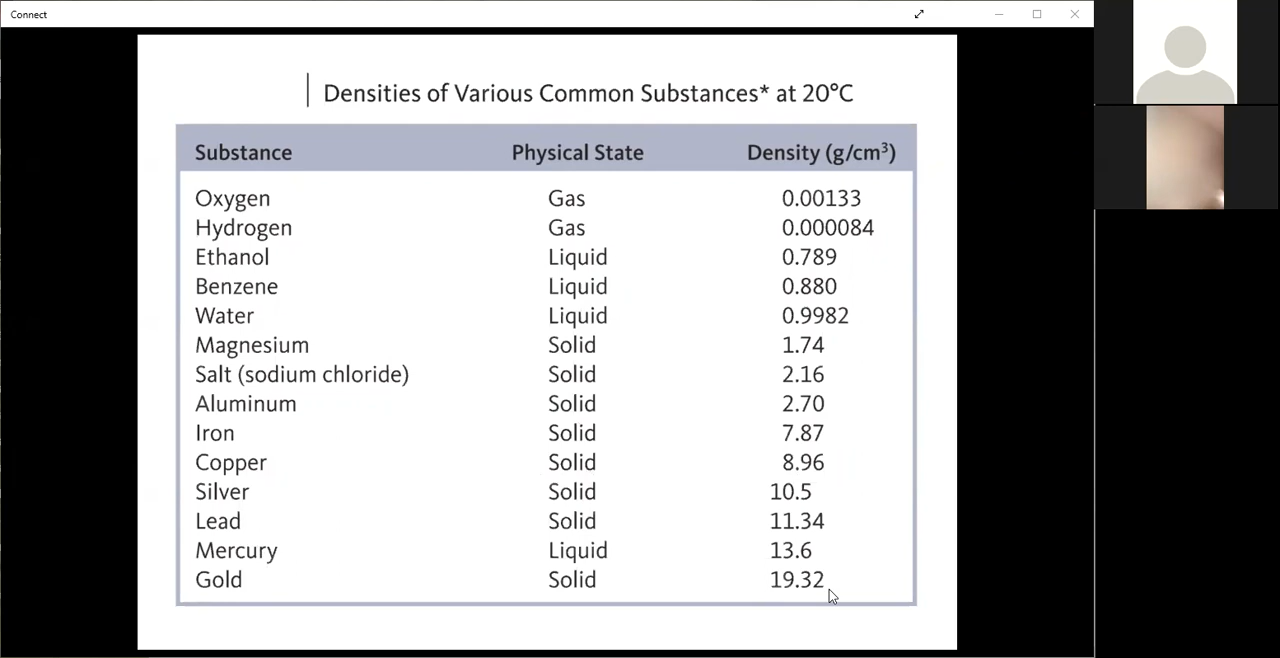 Connect
Densities of Various Common Substances* at 20°C
Substance Physical State Density (g/cm³)
Oxygen Gas 0.00133
Hydrogen Gas 0.000084
Ethanol Liquid 0.789
Benzene Liquid 0.880
Water Liquid 0.9982
Magnesium Solid 1.74
Salt (sodium chloride) Solid 2.16
Aluminum Solid 2.70
Iron Solid 7.87
Copper Solid 8.96
Silver Solid 10.5
Lead Solid 11.34
Mercury Liquid 13.6
Gold Solid 19.32